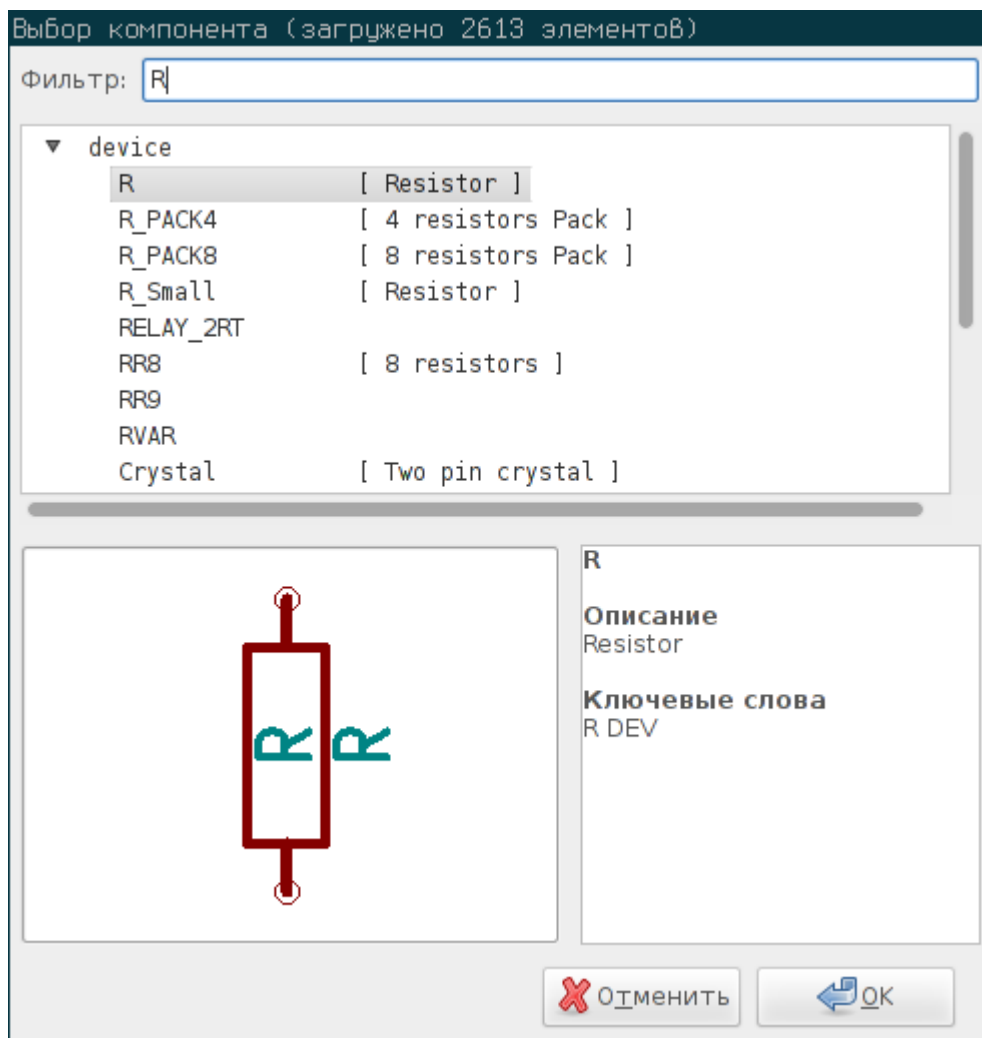 Выбор компонента (загружено 2613 элементов)
Фильтр: R
device
R [ Resistor ]
R_PACK4 [ 4 resistors Pack ]
R_PACK8 [ 8 resistors Pack ]
R_Small [ Resistor ]
RELAY_2RT
RR8 [ 8 resistors ]
RR9
RVAR
Crystal [ Two pin crystal ]
R R
R
Описание
Resistor
Ключевые слова
R DEV
Отменить
OK